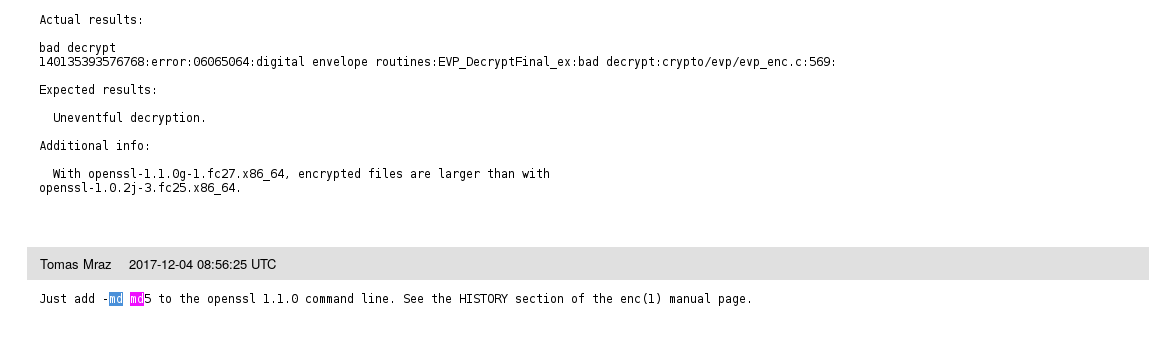 Actual results:
bad decrypt
140135393576768:error:06065064:digital envelope routines:EVP_DecryptFinal_ex:bad decrypt:crypto/evp/evp_enc.c:569:
Expected results:
Uneventful decryption.
Additional info:
With openssl-1.1.0g-1.fc27.x86_64, encrypted files are larger than with
openssl-1.0.2j-3.fc25.x86_64.
Tomas Mraz 2017-12-04 08:56:25 UTC
Just add -md md5 to the openssl 1.1.0 command line. See the HISTORY section of the enc(1) manual page.